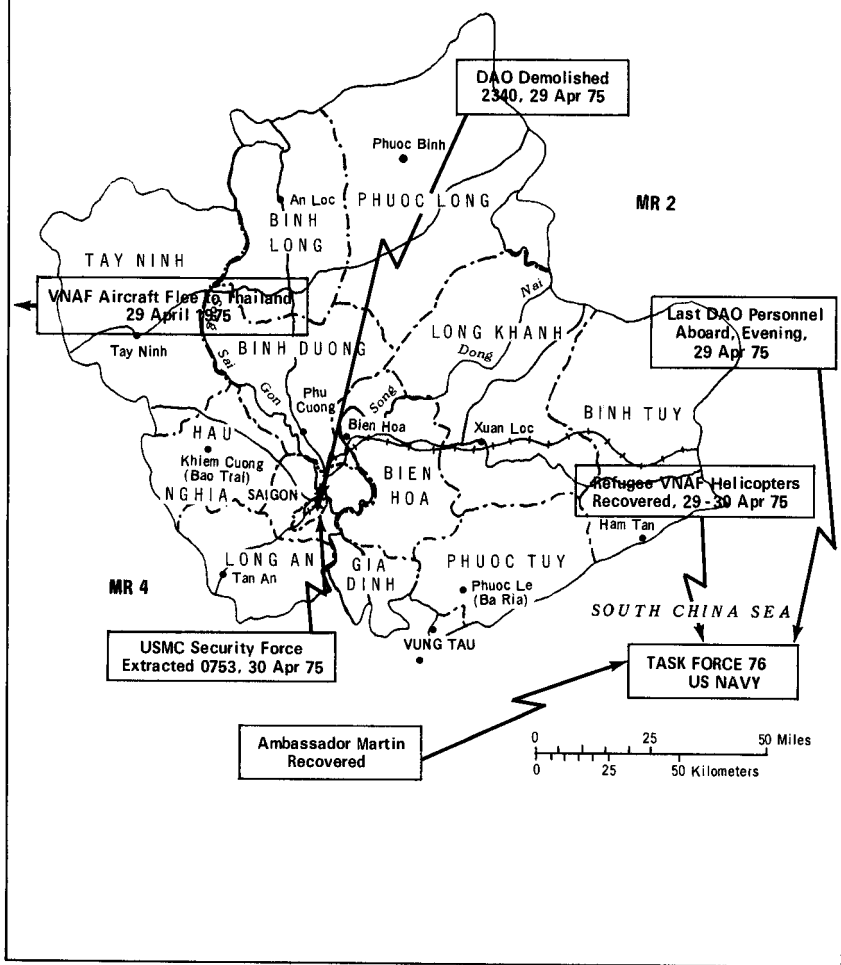 DAO Demolished
2340, 29 Apr 75
Phuoc Binh
An Loc
PHUOC LONG
MR 2
BINH
LONG
TAY NINH
Nai
VNAF Aircraft Flee to Thailand
29 April 1975
Song
Last DAO Personnel
Aboard, Evening,
29 Apr 75
LONG KHANH
Tay Ninh
Sai
BINH DUONG
Dong
Gon
Phu
Cuong
Song
BINH TUY
HAU
Bien Hoa
Xuan Loc
Khiem Cuong
(Bao Trai)
BIEN
HOA
NGHIA
SAIGON
Refugee VNAF Helicopters
Recovered, 29-30 Apr 75
Ham Tan
LONG AN
GIA
DINH
PHUOC TUY
Tan An
MR 4
Phuoc Le
(Ba Ria)
SOUTH CHINA SEA
VUNG TAU
USMC Security Force
Extracted 0753, 30 Apr 75
TASK FORCE 76
US NAVY
Ambassador Martin
Recovered
0 25 50 Miles
0 25 50 Kilometers